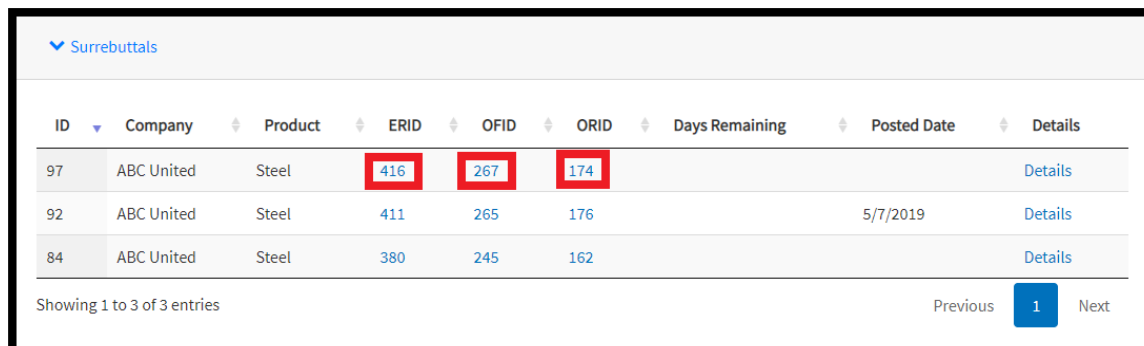 Surrebuttals
ID Company Product ERID OFID ORID Days Remaining Posted Date Details
97 ABC United Steel 416 267 174 Details
92 ABC United Steel 411 265 176 5/7/2019 Details
84 ABC United Steel 380 245 162 Details
Showing 1 to 3 of 3 entries Previous 1 Next